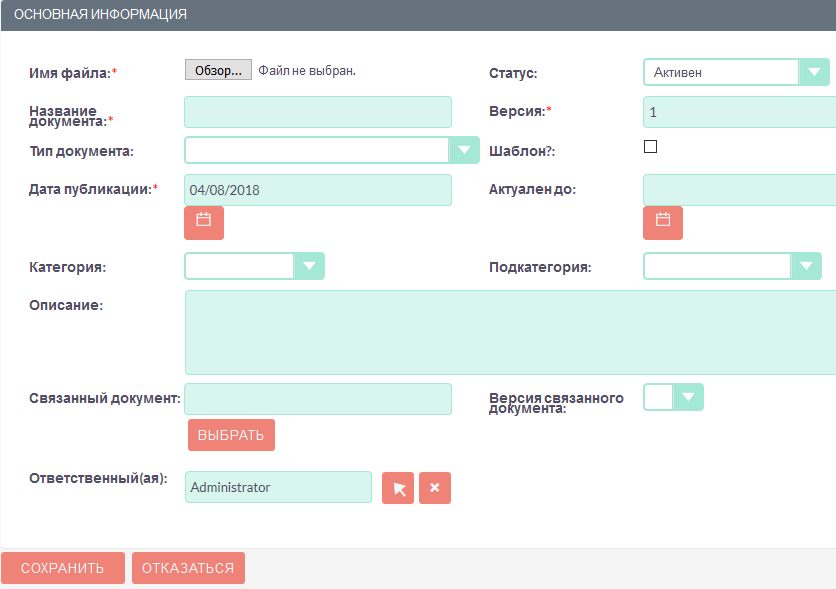 ОСНОВНАЯ ИНФОРМАЦИЯ
Имя файла:* Обзор... Файл не выбран. Статус: Активен
Название
документа:* Версия:* 1
Тип документа: Шаблон?:
Дата публикации:* 04/08/2018 Актуален до:
Категория: Подкатегория:
Описание:
Связанный документ: Версия связанного
документа:
ВЫБРАТЬ
Ответственный(ая): Administrator
СОХРАНИТЬ ОТКАЗАТЬСЯ